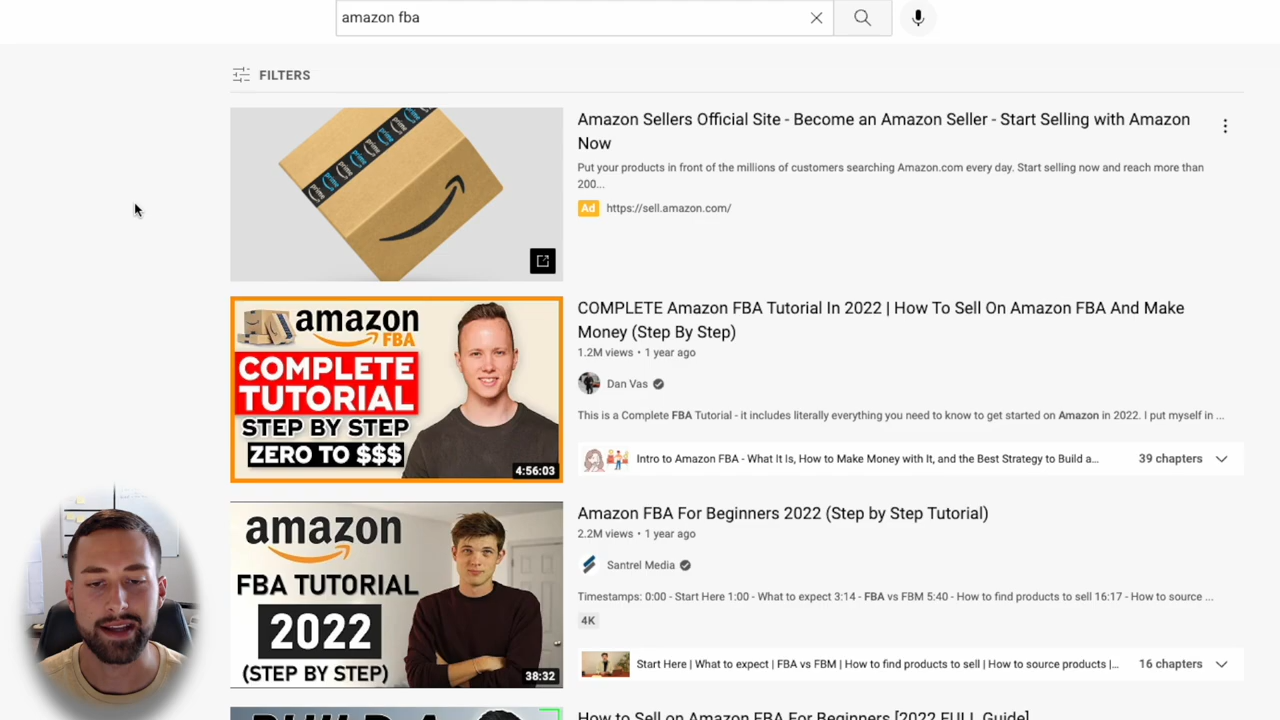 amazon fba
FILTERS
prime
prime
prime
Amazon Sellers Official Site - Become an Amazon Seller - Start Selling with Amazon
Now
Put your products in front of the millions of customers searching Amazon.com every day. Start selling now and reach more than
200...
Ad https://sell.amazon.com/
amazon
FBA
COMPLETE
TUTORIAL
STEP BY STEP
ZERO TO $$$
4:56:03
COMPLETE Amazon FBA Tutorial In 2022 | How To Sell On Amazon FBA And Make
Money (Step By Step)
1.2M views • 1 year ago
Dan Vas
This is a Complete FBA Tutorial - it includes literally everything you need to know to get started on Amazon in 2022. I put myself in ...
Intro to Amazon FBA - What It Is, How to Make Money with It, and the Best Strategy to Build a...
39 chapters
amazon
FBA TUTORIAL
2022
(STEP BY STEP)
38:32
Amazon FBA For Beginners 2022 (Step by Step Tutorial)
2.2M views • 1 year ago
Santrel Media
Timestamps: 0:00 - Start Here 1:00 - What to expect 3:14 - FBA vs FBM 5:40 - How to find products to sell 16:17 - How to source ...
4K
Start Here | What to expect | FBA vs FBM | How to find products to sell | How to source products |...
16 chapters
BUILD A
How to Sell on Amazon FBA For Beginners [2022 FULL Guide]